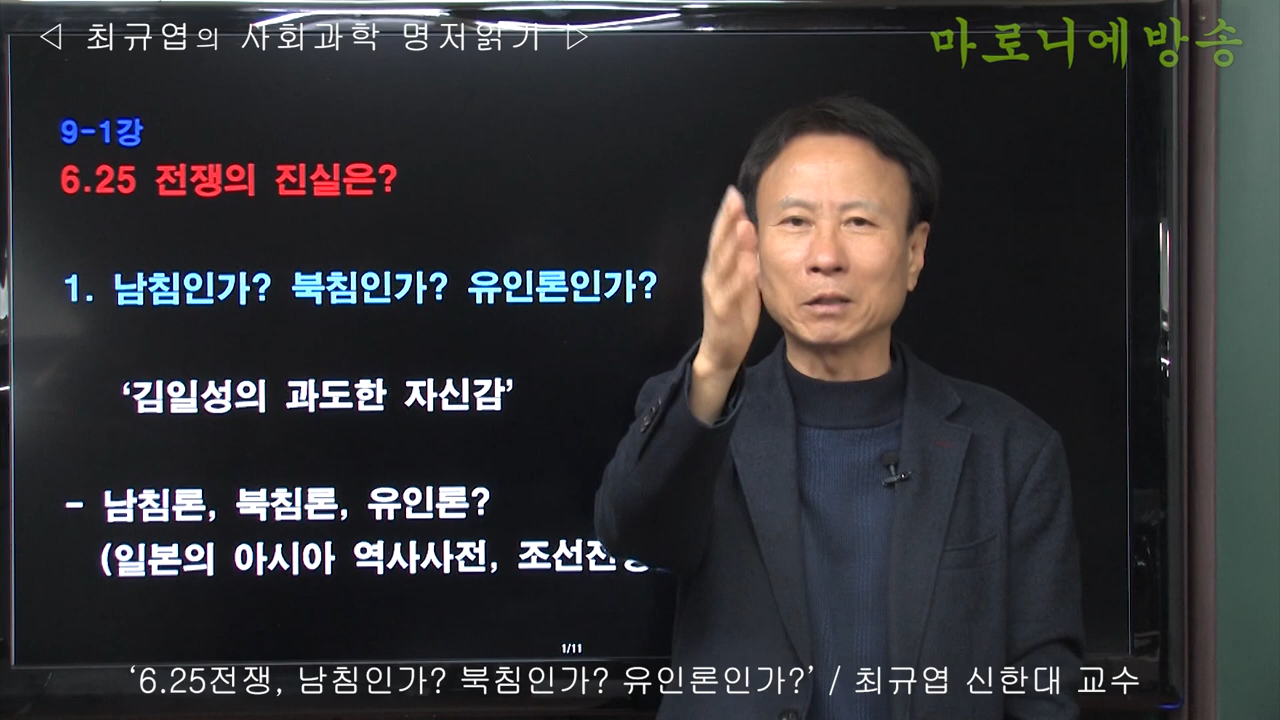 ◁ 최규엽의 사회과학 명저읽기 ▷
마로니에방송
9-1강
6.25 전쟁의 진실은?
1. 남침인가? 북침인가? 유인론인가?
‘김일성의 과도한 자신감’
- 남침론, 북침론, 유인론?
(일본의 아시아 역사사전, 조선전쟁
1/11
‘6.25전쟁, 남침인가? 북침인가? 유인론인가?’ / 최규엽 신한대 교수